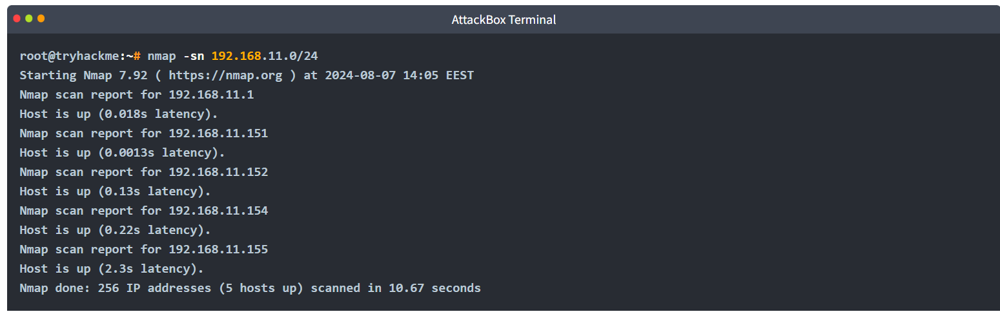 AttackBox Terminal
root@tryhackme:~# nmap -sn 192.168.11.0/24
Starting Nmap 7.92 ( https://nmap.org ) at 2024-08-07 14:05 EEST
Nmap scan report for 192.168.11.1
Host is up (0.018s latency).
Nmap scan report for 192.168.11.151
Host is up (0.0013s latency).
Nmap scan report for 192.168.11.152
Host is up (0.13s latency).
Nmap scan report for 192.168.11.154
Host is up (0.22s latency).
Nmap scan report for 192.168.11.155
Host is up (2.3s latency).
Nmap done: 256 IP addresses (5 hosts up) scanned in 10.67 seconds